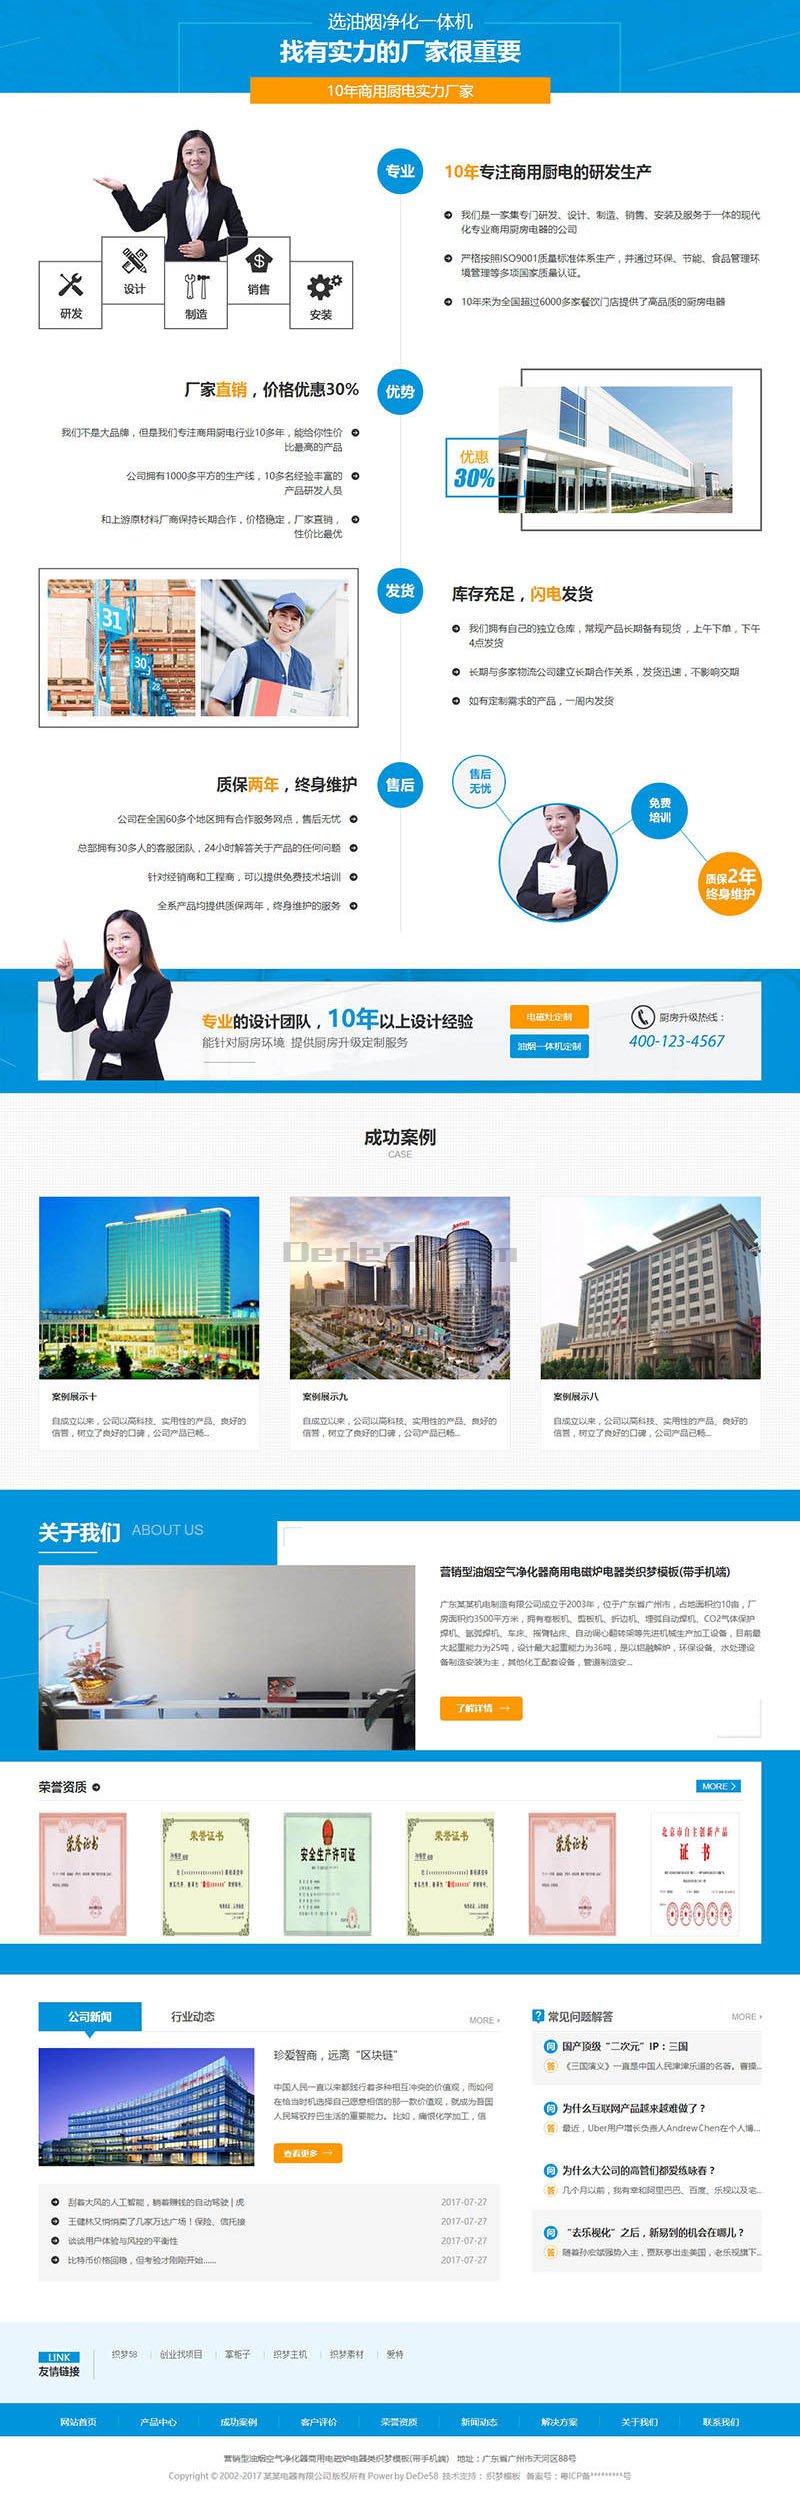 选油烟净化一体机
找有实力的厂家很重要
10年商用厨电实力厂家
专业
10年专注商用厨电的研发生产
我们是一家集专门研发、设计、制造、销售、安装及服务于一体的现代
化专业商用厨房电器的公司
严格按照ISO9001质量标准体系生产，并通过环保、节能、食品管理环
境管理等多项国家质量认证。
10年来为全国超过6000多家餐饮门店提供了高品质的厨房电器
研发
设计
制造
销售
安装
厂家直销，价格优惠30%
优势
我们不是大品牌，但是我们专注商用厨电行业10多年，能给你性价
比最高的产品
公司拥有1000多平方的生产线，10多名经验丰富的
产品研发人员
和上游原材料厂商保持长期合作，价格稳定，厂家直销，
性价比最优
优惠
30%
31
30
28
发货
库存充足，闪电发货
我们拥有自己的独立仓库，常规产品长期备有现货，上午下单，下午
4点发货
长期与多家物流公司建立长期合作关系，发货迅速，不影响交期
如有定制需求的产品，一周内发货
质保两年，终身维护
售后
公司在全国60多个地区拥有合作服务网点，售后无忧
总部拥有30多人的客服团队，24小时解答关于产品的任何问题
针对经销商和工程商，可以提供免费技术培训
全系产品均提供质保两年，终身维护的服务
售后
无忧
免费
培训
质保2年
终身维护
专业的设计团队，10年以上设计经验
能针对厨房环境 提供厨房升级定制服务
电磁灶定制
油烟一体机定制
厨房升级热线：
400-123-4567
成功案例
CASE
案例展示十
自成立以来，公司以高科技、实用性的产品、良好的
信誉，树立了良好的口碑，公司产品已畅...
案例展示九
自成立以来，公司以高科技、实用性的产品、良好的
信誉，树立了良好的口碑，公司产品已畅...
案例展示八
自成立以来，公司以高科技、实用性的产品、良好的
信誉，树立了良好的口碑，公司产品已畅...
关于我们 ABOUT US
营销型油烟空气净化器商用电磁炉电器类织梦模板(带手机端)
广东某某机电制造有限公司成立于2003年，位于广东省广州市，占地面积约10亩，厂
房面积约3500平方米，拥有卷板机、剪板机、折边机、埋弧自动焊机、CO2气体保护
焊机、氩弧焊机、车床、摇臂钻床、自动调心翻转架等先进机械生产加工设备，目前最
大起重能力为25吨，设计最大起重能力为36吨，是以铝融解炉，环保设备、水处理设
备制造安装为主，其他化工配套设备，管道制造安...
了解详情 →
荣誉资质
MORE >
荣誉证书
荣誉证书
安全生产许可证
荣誉证书
荣誉证书
北京市自主创新产品
证书
公司新闻
行业动态
MORE ›
珍爱智商，远离“区块链”
中国人民一直以来都践行着多种相互冲突的价值观，而如何
在恰当时机选择自己愿意相信的那一款价值观，就成为吾国
人民驾驭拧巴生活的重要能力。比如，痛恨化学加工，信
查看更多 →
刮着大风的人工智能，躺着赚钱的自动驾驶 | 虎 2017-07-27
王健林又悄悄卖了几家万达广场！保险、信托接 2017-07-27
谈谈用户体验与风控的平衡性 2017-07-27
比特币价格回稳，但考验才刚刚开始...... 2017-07-27
? 常见问题解答
MORE ›
问 国产顶级“二次元”IP：三国
答 《三国演义》一直是中国人民津津乐道的名著。曹操...
问 为什么互联网产品越来越难做了？
答 最近，Uber用户增长负责人Andrew Chen在个人博...
问 为什么大公司的高管们都爱练咏春？
答 几个月以前，我有幸和阿里巴巴、百度、乐视以及宅...
问 “去乐视化”之后，新易到的机会在哪儿？
答 随着孙宏斌强势入主，贾跃亭出走美国，老乐视旗下...
LINK
友情链接
织梦58
创业找项目
掌柜子
织梦主机
织梦素材
爱特
网站首页
产品中心
成功案例
客户评价
荣誉资质
新闻动态
解决方案
关于我们
联系我们
营销型油烟空气净化器商用电磁炉电器类织梦模板(带手机端) 地址：广东省广州市天河区88号
Copyright © 2002-2017 某某电器有限公司 版权所有 Power by DeDe58 技术支持：织梦模板 备案号：粤ICP备*********号